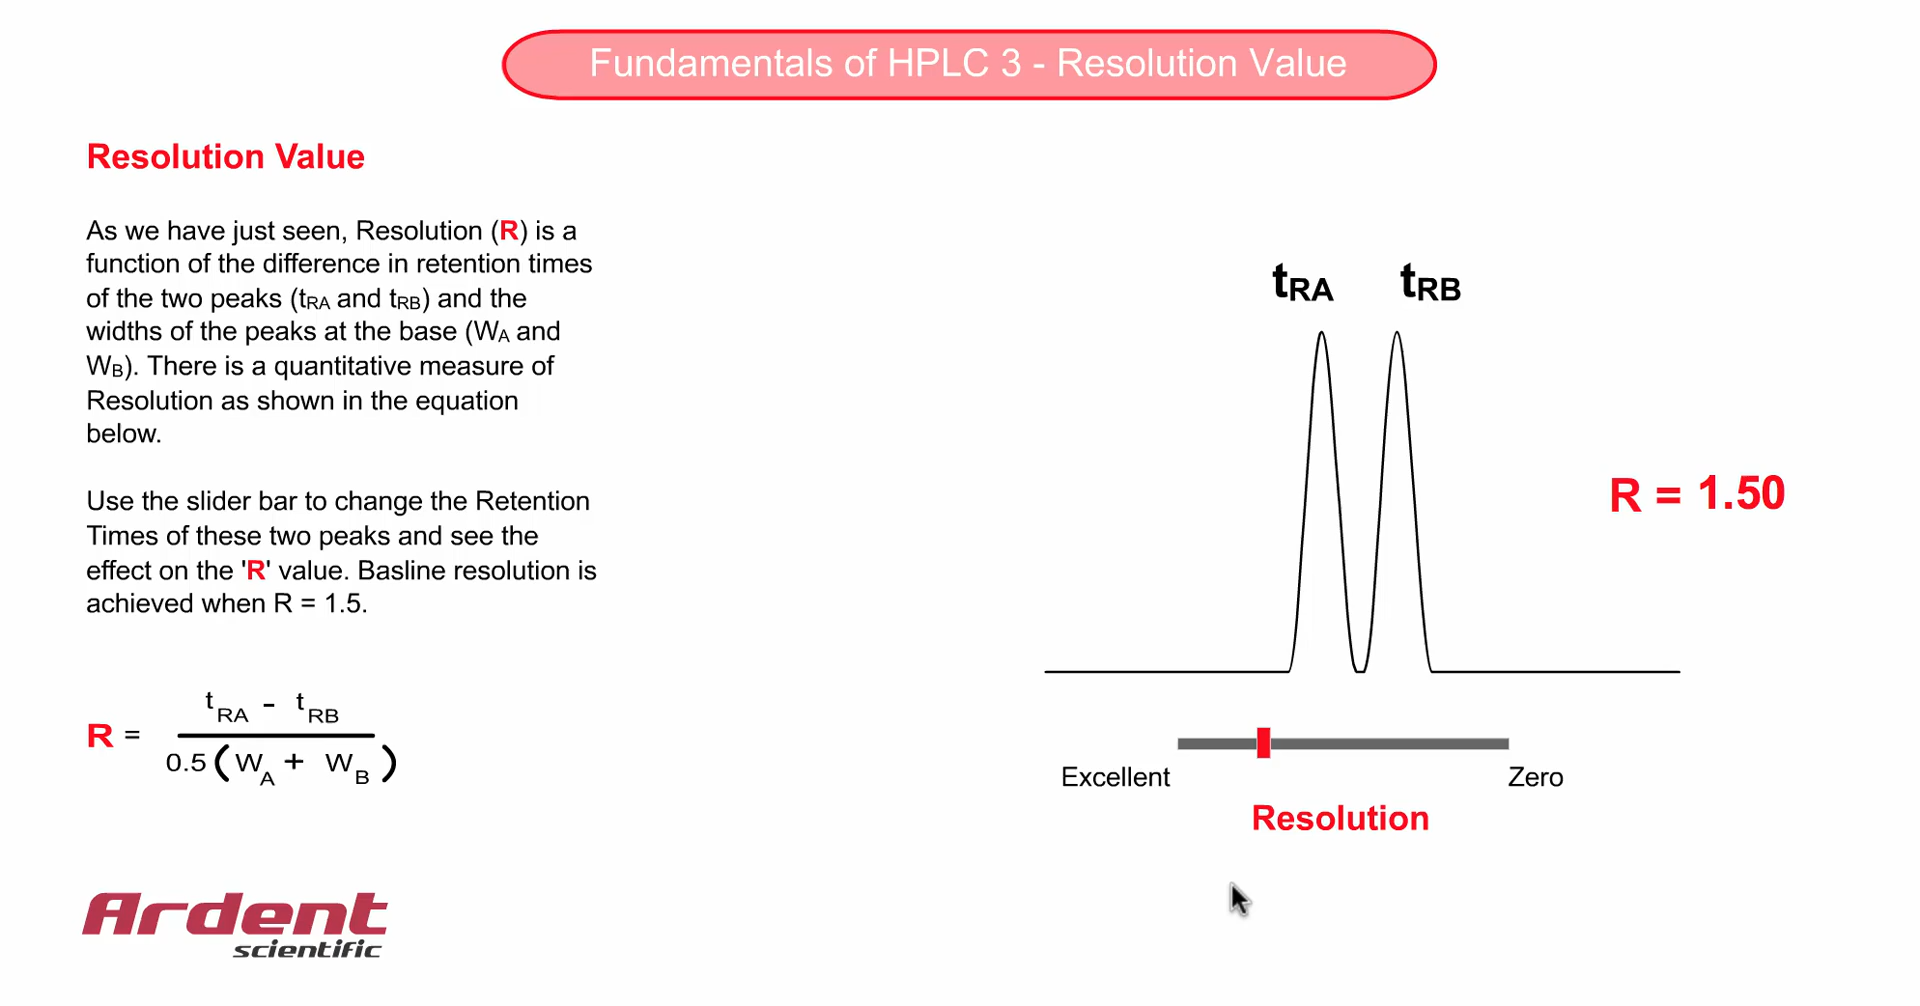 Fundamentals of HPLC 3 - Resolution Value
Resolution Value
As we have just seen, Resolution (R) is a
function of the difference in retention times
of the two peaks (tRA and tRB) and the
widths of the peaks at the base (WA and
WB). There is a quantitative measure of
Resolution as shown in the equation
below.
Use the slider bar to change the Retention
Times of these two peaks and see the
effect on the 'R' value. Basline resolution is
achieved when R = 1.5.
R = tRA - tRB
0.5 (WA + WB)
tRA tRB
R = 1.50
Excellent Zero
Resolution
Ardent
scientific